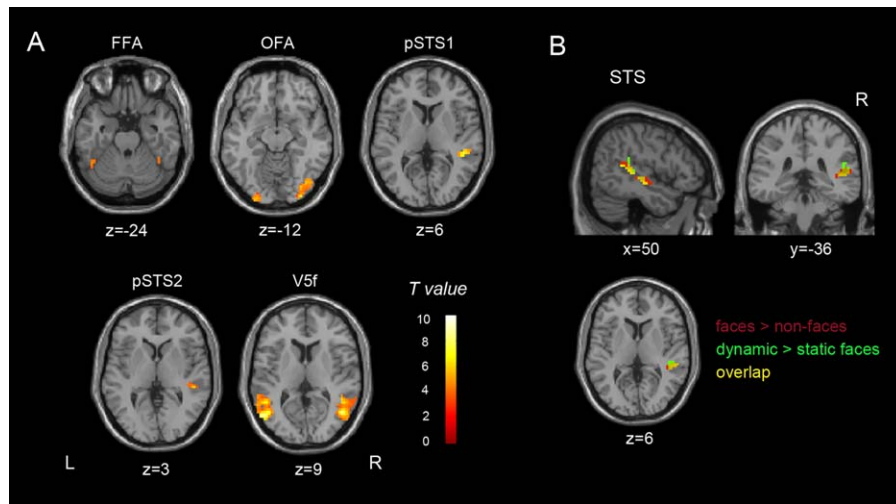 A
FFA
OFA
pSTS1
z=-24
z=-12
z=6
pSTS2
V5f
T value
10
8
6
4
2
0
L
z=3
z=9
R
B
STS
R
x=50
y=-36
faces > non-faces
dynamic > static faces
overlap
z=6